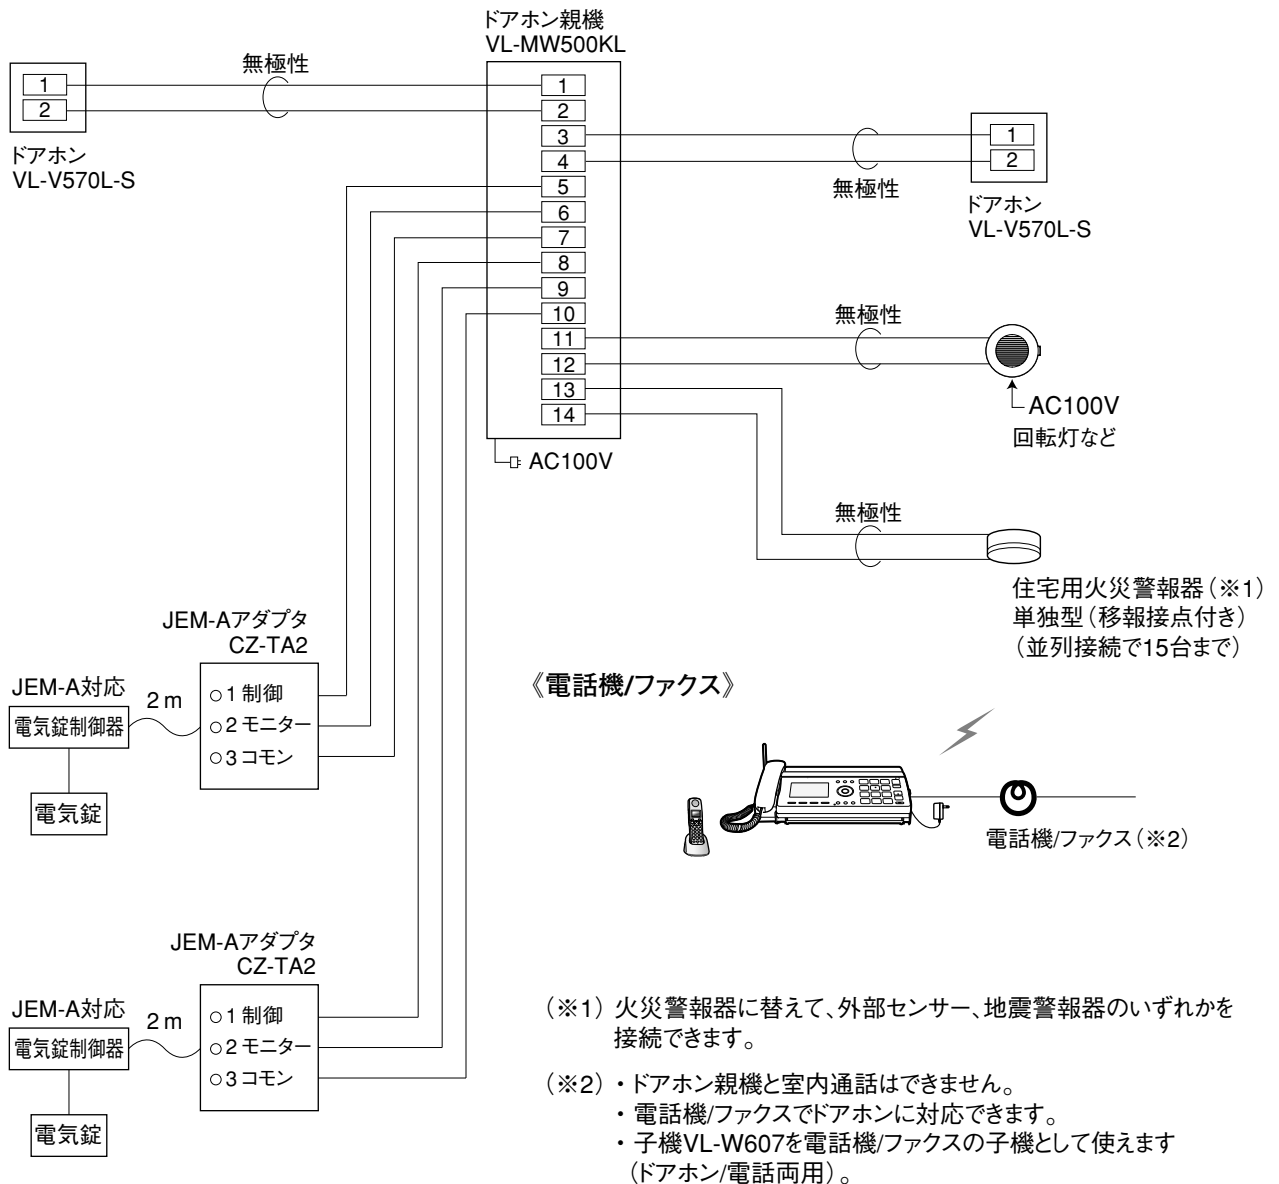 ドアホン親機
VL-MW500KL
無極性
1
2
ドアホン
VL-V570L-S
1
2
3
4
5
6
7
8
9
10
11
12
13
14
AC100V
無極性
1
2
ドアホン
VL-V570L-S
無極性
AC100V
回転灯など
無極性
住宅用火災警報器（※1）
単独型（移報接点付き）
（並列接続で15台まで）
JEM-Aアダプタ
CZ-TA2
JEM-A対応
2 m
電気錠制御器
電気錠
1 制御
2 モニター
3 コモン
《電話機/ファクス》
電話機/ファクス（※2）
JEM-Aアダプタ
CZ-TA2
JEM-A対応
2 m
電気錠制御器
電気錠
1 制御
2 モニター
3 コモン
（※1）火災警報器に替えて、外部センサー、地震警報器のいずれかを
接続できます。
（※2）・ドアホン親機と室内通話はできません。
・電話機/ファクスでドアホンに対応できます。
・子機VL-W607を電話機/ファクスの子機として使えます
（ドアホン/電話両用）。